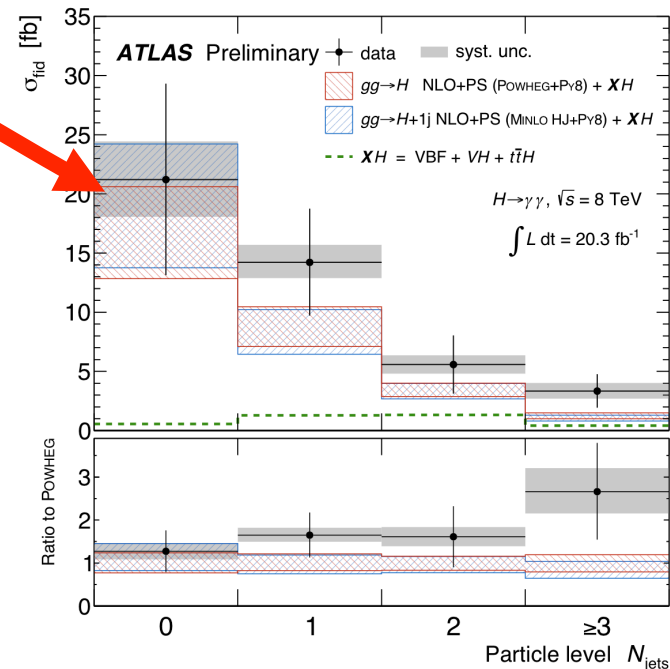 σfid [fb]
35
30
25
20
15
10
5
0
ATLAS Preliminary
data
syst. unc.
gg→H NLO+PS (POWHEG+PY8) + XH
gg→H+1j NLO+PS (MINLO HJ+PY8) + XH
XH = VBF + VH + tt̄H
H→γγ, √s = 8 TeV
∫ L dt = 20.3 fb⁻¹
Ratio to POWHEG
3
2
1
0
0 1 2 ≥3
Particle level Njets